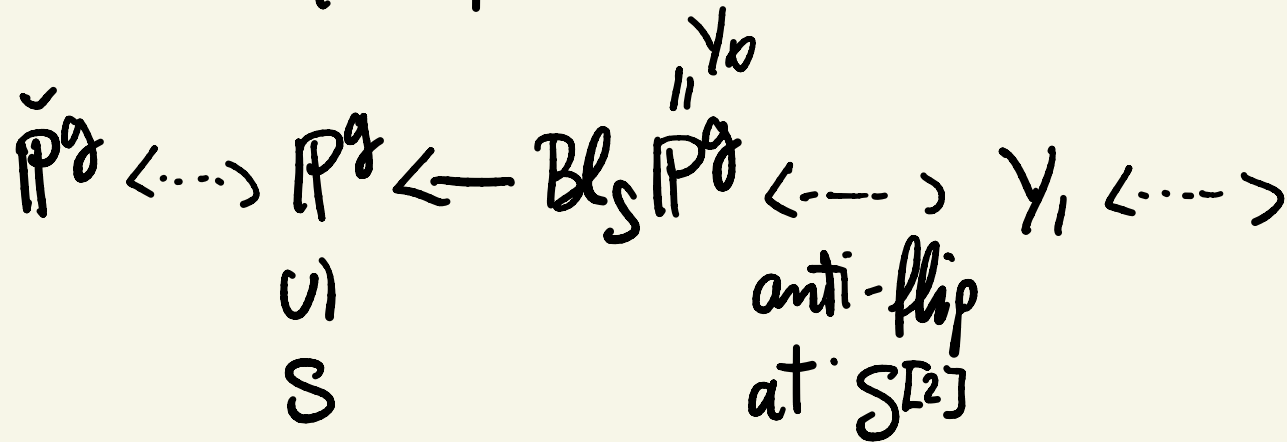 Y₀
||
P̌^g <...> P^g ← Bl_S P^g <---> Y₁ <--->
∪| anti-flip
S at S^[2]